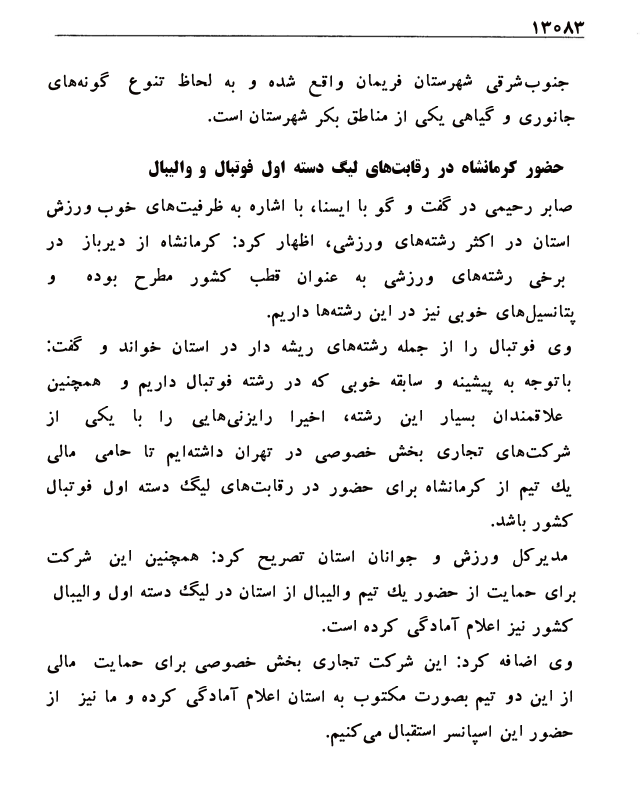 ۱۳۰۸۳
جنوب‌شرقی شهرستان فریمان واقع شده و به لحاظ تنوع گونه‌های
جانوری و گیاهی یکی از مناطق بکر شهرستان است.
حضور کرمانشاه در رقابت‌های لیگ دسته اول فوتبال و والیبال
صابر رحیمی در گفت و گو با ایسنا، با اشاره به ظرفیت‌های خوب ورزش
استان در اکثر رشته‌های ورزشی، اظهار کرد: کرمانشاه از دیرباز در
برخی رشته‌های ورزشی به عنوان قطب کشور مطرح بوده و
پتانسیل‌های خوبی نیز در این رشته‌ها داریم.
وی فوتبال را از جمله رشته‌های ریشه دار در استان خواند و گفت:
باتوجه به پیشینه و سابقه خوبی که در رشته فوتبال داریم و همچنین
علاقمندان بسیار این رشته، اخیرا رایزنی‌هایی را با یکی از
شرکت‌های تجاری بخش خصوصی در تهران داشته‌ایم تا حامی مالی
یك تیم از کرمانشاه برای حضور در رقابت‌های لیگ دسته اول فوتبال
کشور باشد.
مدیرکل ورزش و جوانان استان تصریح کرد: همچنین این شرکت
برای حمایت از حضور یك تیم والیبال از استان در لیگ دسته اول والیبال
کشور نیز اعلام آمادگی کرده است.
وی اضافه کرد: این شرکت تجاری بخش خصوصی برای حمایت مالی
از این دو تیم بصورت مکتوب به استان اعلام آمادگی کرده و ما نیز از
حضور این اسپانسر استقبال می‌کنیم.